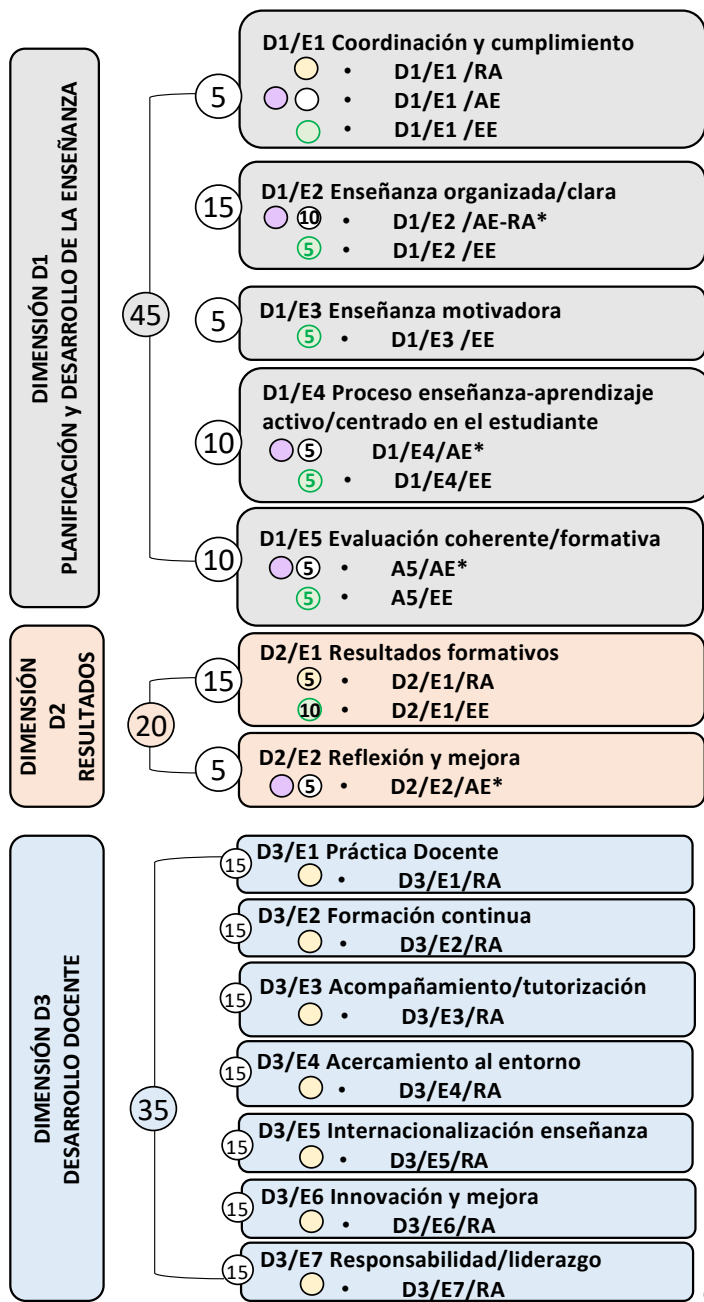 DIMENSIÓN D1
PLANIFICACIÓN y DESARROLLO DE LA ENSEÑANZA
45
5
D1/E1 Coordinación y cumplimiento
• D1/E1 /RA
• D1/E1 /AE
• D1/E1 /EE
15
D1/E2 Enseñanza organizada/clara
10 • D1/E2 /AE-RA*
5 • D1/E2 /EE
5
D1/E3 Enseñanza motivadora
5 • D1/E3 /EE
10
D1/E4 Proceso enseñanza-aprendizaje
activo/centrado en el estudiante
5 D1/E4/AE*
5 • D1/E4/EE
10
D1/E5 Evaluación coherente/formativa
5 • A5/AE*
5 • A5/EE
DIMENSIÓN
D2
RESULTADOS
20
15
D2/E1 Resultados formativos
5 • D2/E1/RA
10 • D2/E1/EE
5
D2/E2 Reflexión y mejora
5 • D2/E2/AE*
DIMENSIÓN D3
DESARROLLO DOCENTE
35
15
D3/E1 Práctica Docente
• D3/E1/RA
15
D3/E2 Formación continua
• D3/E2/RA
15
D3/E3 Acompañamiento/tutorización
• D3/E3/RA
15
D3/E4 Acercamiento al entorno
• D3/E4/RA
15
D3/E5 Internacionalización enseñanza
• D3/E5/RA
15
D3/E6 Innovación y mejora
• D3/E6/RA
15
D3/E7 Responsabilidad/liderazgo
• D3/E7/RA